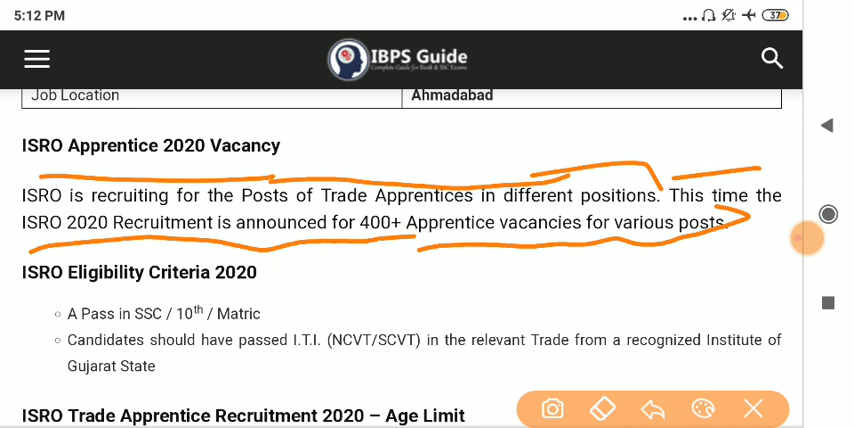 5:12 PM
37
IBPS Guide
Complete Guide for Bank & SSC Exams
Job Location Ahmadabad
ISRO Apprentice 2020 Vacancy
ISRO is recruiting for the Posts of Trade Apprentices in different positions. This time the
ISRO 2020 Recruitment is announced for 400+ Apprentice vacancies for various posts.
ISRO Eligibility Criteria 2020
A Pass in SSC / 10th / Matric
Candidates should have passed I.T.I. (NCVT/SCVT) in the relevant Trade from a recognized Institute of
Gujarat State
ISRO Trade Apprentice Recruitment 2020 – Age Limit